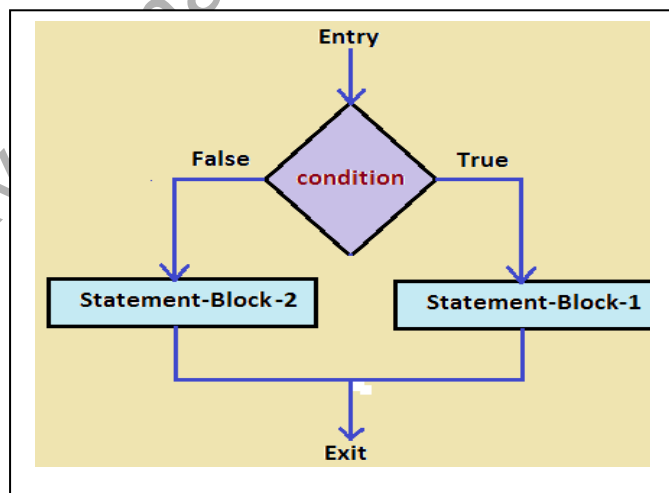 Entry
False
True
condition
Statement-Block-2
Statement-Block-1
Exit